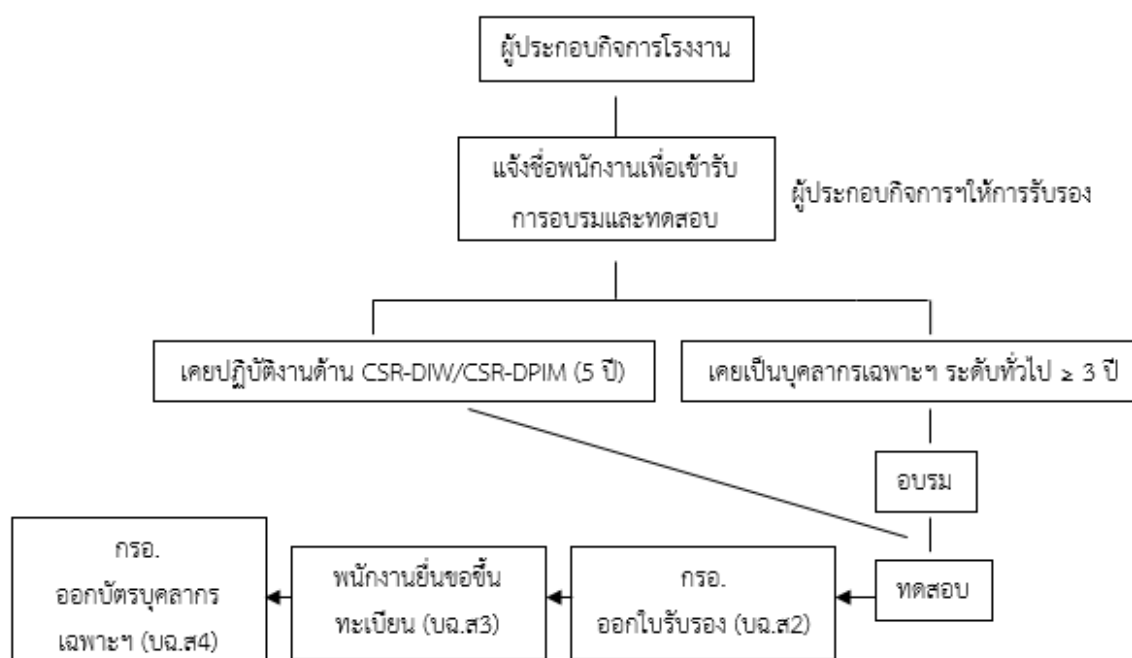 ผู้ประกอบกิจการโรงงาน
แจ้งชื่อพนักงานเพื่อเข้ารับ
การอบรมและทดสอบ
ผู้ประกอบกิจการฯให้การรับรอง
เคยปฏิบัติงานด้าน CSR-DIW/CSR-DPIM (5 ปี)
เคยเป็นบุคลากรเฉพาะฯ ระดับทั่วไป ≥ 3 ปี
อบรม
ทดสอบ
กรอ.
ออกใบรับรอง (บฉ.ส2)
พนักงานยื่นขอขึ้น
ทะเบียน (บฉ.ส3)
กรอ.
ออกบัตรบุคลากร
เฉพาะฯ (บฉ.ส4)